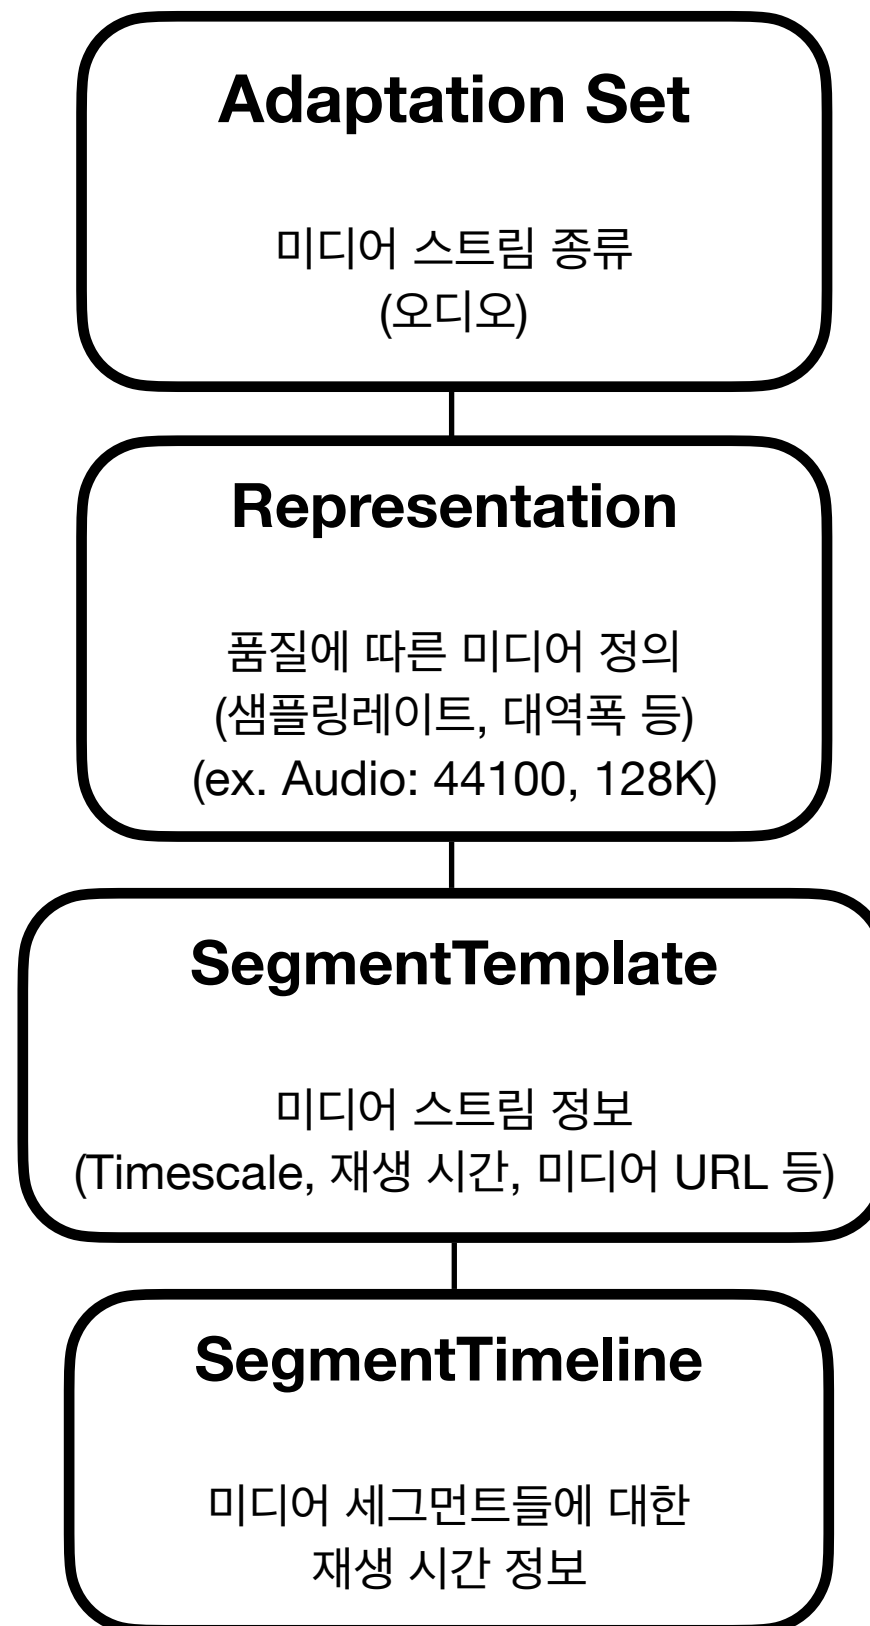 Adaptation Set
미디어 스트림 종류
(오디오)
Representation
품질에 따른 미디어 정의
(샘플링레이트, 대역폭 등)
(ex. Audio: 44100, 128K)
SegmentTemplate
미디어 스트림 정보
(Timescale, 재생 시간, 미디어 URL 등)
SegmentTimeline
미디어 세그먼트들에 대한
재생 시간 정보